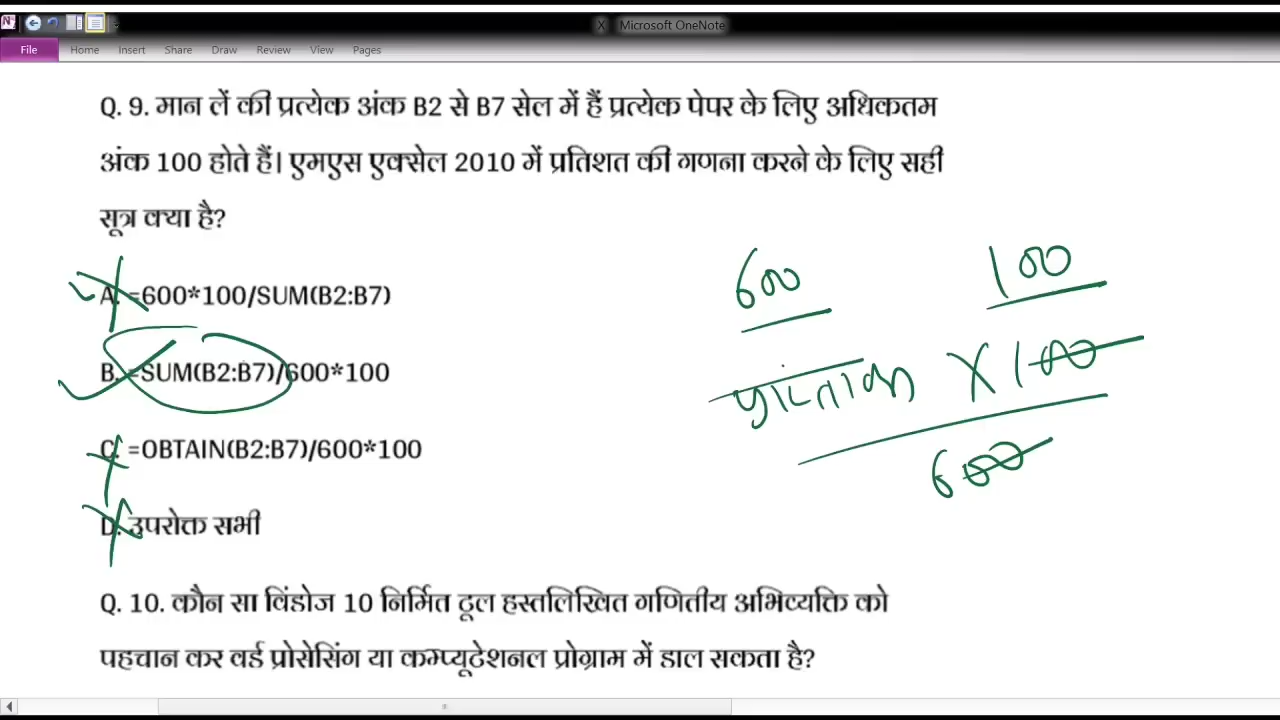 X Microsoft OneNote
File Home Insert Share Draw Review View Pages
Q. 9. मान लें की प्रत्येक अंक B2 से B7 सेल में हैं प्रत्येक पेपर के लिए अधिकतम
अंक 100 होते हैं। एमएस एक्सेल 2010 में प्रतिशत की गणना करने के लिए सही
सूत्र क्या है?
600 100
A. =600*100/SUM(B2:B7)
B. =SUM(B2:B7)/600*100
प्राप्तांक X 100
C. =OBTAIN(B2:B7)/600*100
600
D. उपरोक्त सभी
Q. 10. कौन सा विंडोज 10 निर्मित टूल हस्तलिखित गणितीय अभिव्यक्ति को
पहचान कर वर्ड प्रोसेसिंग या कम्प्यूटेशनल प्रोग्राम में डाल सकता है?